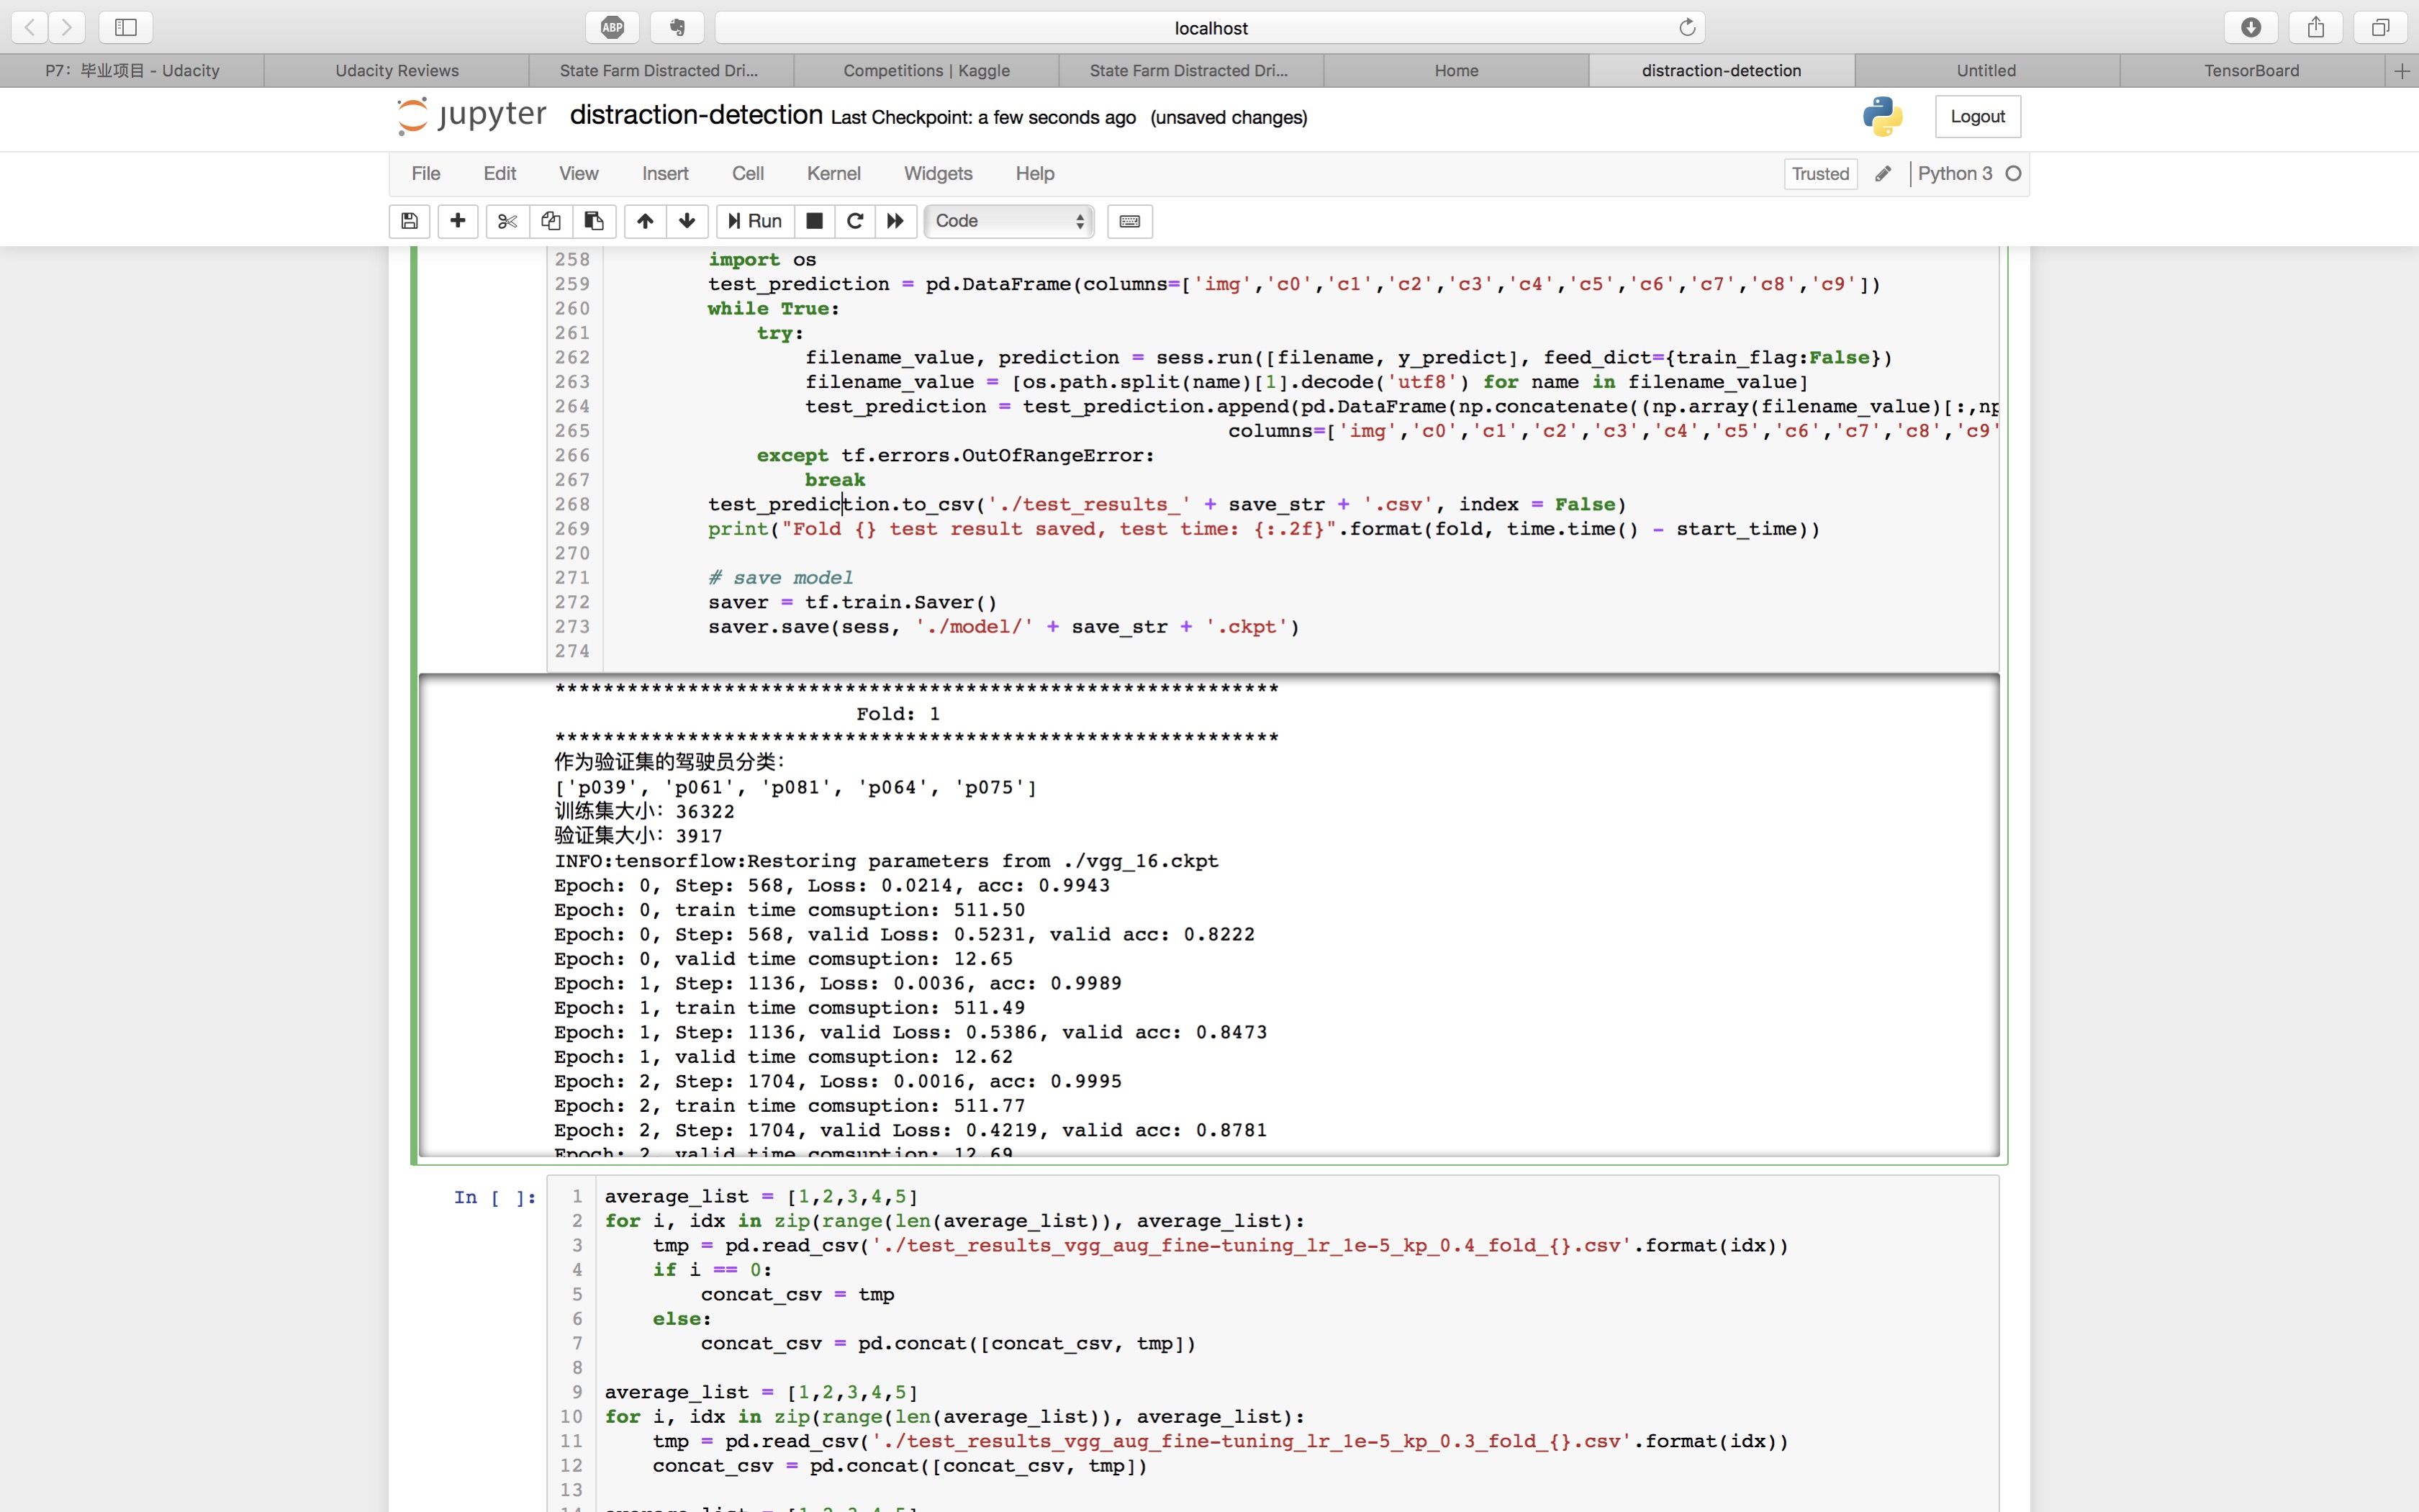 ABP
localhost
P7：毕业项目 - Udacity
Udacity Reviews
State Farm Distracted Dri...
Competitions | Kaggle
State Farm Distracted Dri...
Home
distraction-detection
Untitled
TensorBoard
jupyter distraction-detection Last Checkpoint: a few seconds ago (unsaved changes)
Logout
File Edit View Insert Cell Kernel Widgets Help
Trusted
Python 3
Run
Code
258 import os
259 test_prediction = pd.DataFrame(columns=['img','c0','c1','c2','c3','c4','c5','c6','c7','c8','c9'])
260 while True:
261 try:
262 filename_value, prediction = sess.run([filename, y_predict], feed_dict={train_flag:False})
263 filename_value = [os.path.split(name)[1].decode('utf8') for name in filename_value]
264 test_prediction = test_prediction.append(pd.DataFrame(np.concatenate((np.array(filename_value)[:,np
265 columns=['img','c0','c1','c2','c3','c4','c5','c6','c7','c8','c9'
266 except tf.errors.OutOfRangeError:
267 break
268 test_prediction.to_csv('./test_results_' + save_str + '.csv', index = False)
269 print("Fold {} test result saved, test time: {:.2f}".format(fold, time.time() - start_time))
270
271 # save model
272 saver = tf.train.Saver()
273 saver.save(sess, './model/' + save_str + '.ckpt')
274
************************************************************
Fold: 1
************************************************************
作为验证集的驾驶员分类：
['p039', 'p061', 'p081', 'p064', 'p075']
训练集大小：36322
验证集大小：3917
INFO:tensorflow:Restoring parameters from ./vgg_16.ckpt
Epoch: 0, Step: 568, Loss: 0.0214, acc: 0.9943
Epoch: 0, train time comsuption: 511.50
Epoch: 0, Step: 568, valid Loss: 0.5231, valid acc: 0.8222
Epoch: 0, valid time comsuption: 12.65
Epoch: 1, Step: 1136, Loss: 0.0036, acc: 0.9989
Epoch: 1, train time comsuption: 511.49
Epoch: 1, Step: 1136, valid Loss: 0.5386, valid acc: 0.8473
Epoch: 1, valid time comsuption: 12.62
Epoch: 2, Step: 1704, Loss: 0.0016, acc: 0.9995
Epoch: 2, train time comsuption: 511.77
Epoch: 2, Step: 1704, valid Loss: 0.4219, valid acc: 0.8781
Epoch: 2, valid time comsuption: 12.69
In [ ]:
1 average_list = [1,2,3,4,5]
2 for i, idx in zip(range(len(average_list)), average_list):
3 tmp = pd.read_csv('./test_results_vgg_aug_fine-tuning_lr_1e-5_kp_0.4_fold_{}.csv'.format(idx))
4 if i == 0:
5 concat_csv = tmp
6 else:
7 concat_csv = pd.concat([concat_csv, tmp])
8
9 average_list = [1,2,3,4,5]
10 for i, idx in zip(range(len(average_list)), average_list):
11 tmp = pd.read_csv('./test_results_vgg_aug_fine-tuning_lr_1e-5_kp_0.3_fold_{}.csv'.format(idx))
12 concat_csv = pd.concat([concat_csv, tmp])
13